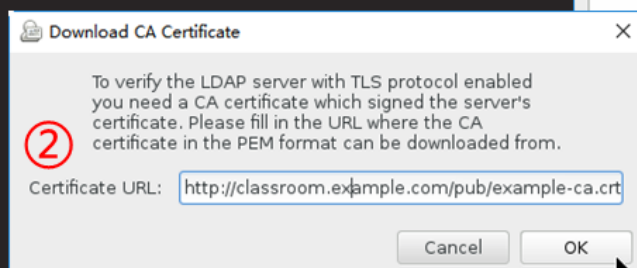 Download CA Certificate
To verify the LDAP server with TLS protocol enabled
you need a CA certificate which signed the server's
certificate. Please fill in the URL where the CA
certificate in the PEM format can be downloaded from.
②
Certificate URL: http://classroom.example.com/pub/example-ca.crt
Cancel OK